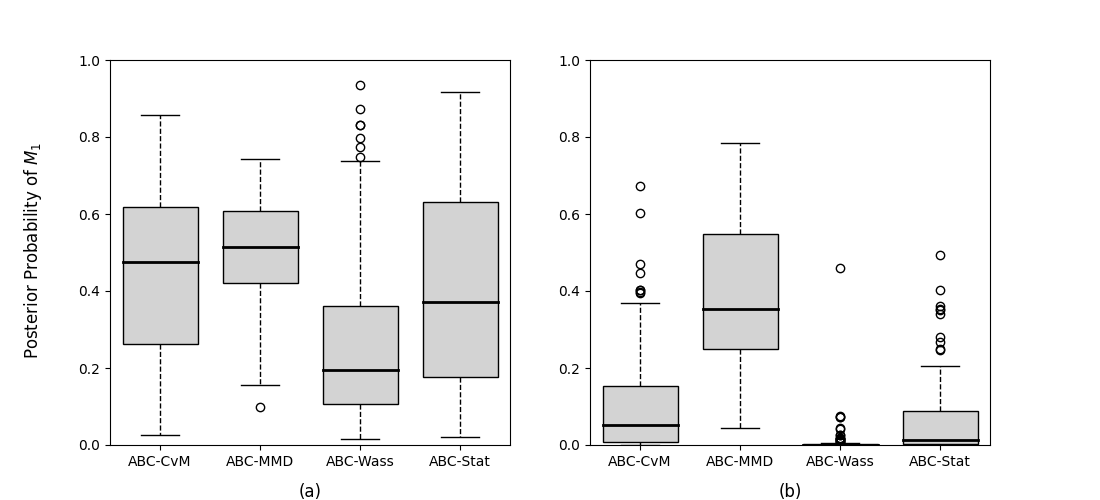 Posterior Probability of M₁
1.0
0.8
0.6
0.4
0.2
0.0
ABC-CvM ABC-MMD ABC-Wass ABC-Stat
(a)
1.0
0.8
0.6
0.4
0.2
0.0
ABC-CvM ABC-MMD ABC-Wass ABC-Stat
(b)